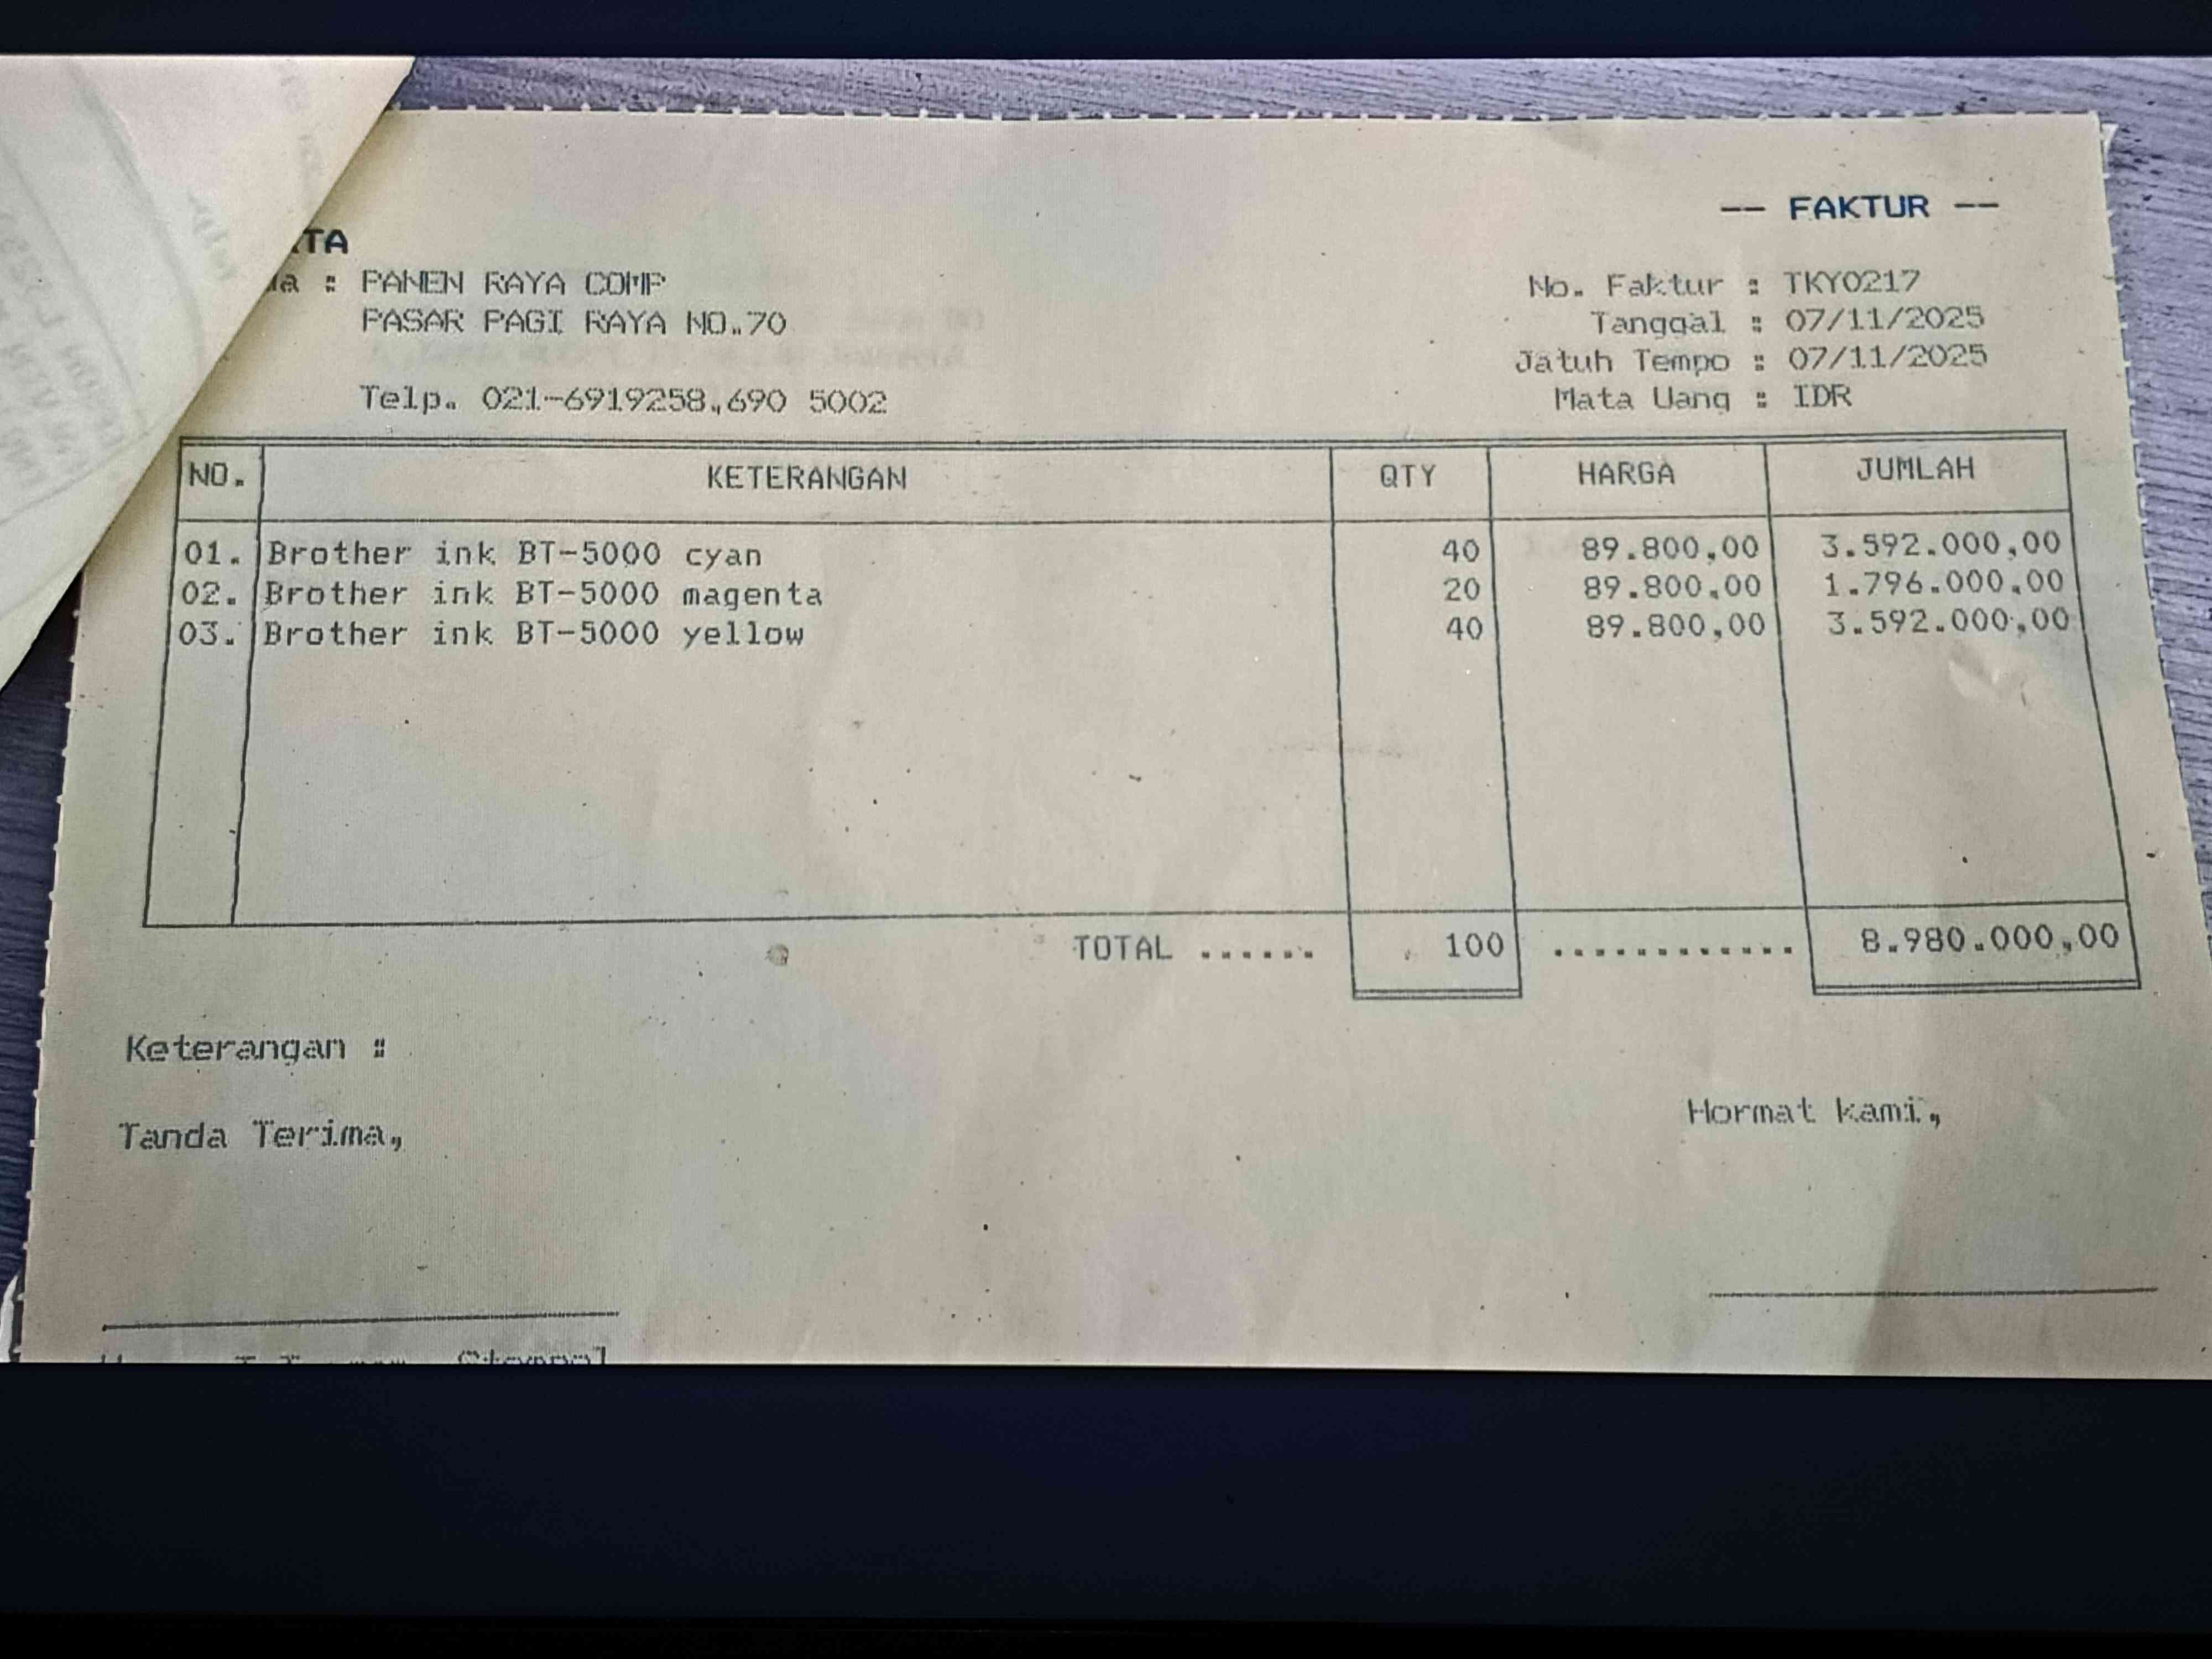 -- FAKTUR --
TA
a : PANEN RAYA COMP
No. Faktur : TKY0217
PASAR PAGI RAYA NO.70
Tanggal : 07/11/2025
Jatuh Tempo : 07/11/2025
Telp. 021-6919258,690 5002
Mata Uang : IDR
NO. KETERANGAN QTY HARGA JUMLAH
01. Brother ink BT-5000 cyan 40 89.800,00 3.592.000,00
02. Brother ink BT-5000 magenta 20 89.800,00 1.796.000,00
03. Brother ink BT-5000 yellow 40 89.800,00 3.592.000,00
TOTAL ...... 100 ............ 8.980.000,00
Keterangan :
Tanda Terima,
Hormat kami,